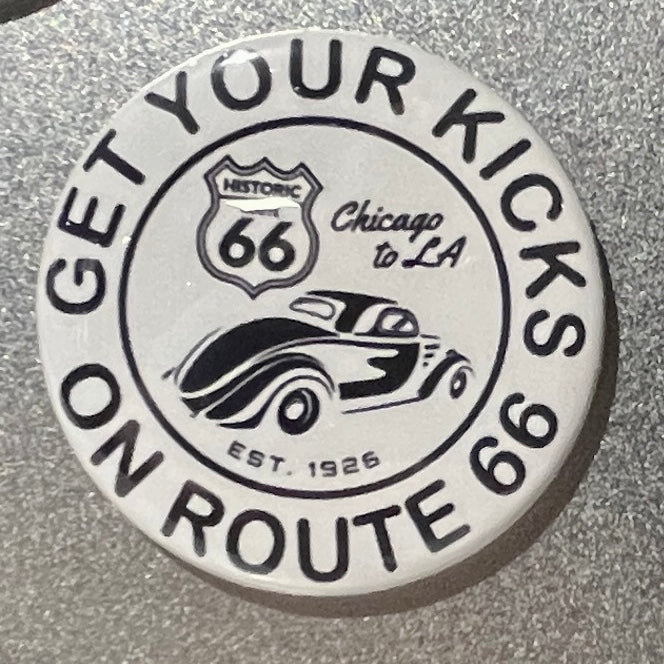 GET YOUR KICKS
ON ROUTE 66
HISTORIC
66
Chicago
to LA
EST. 1926